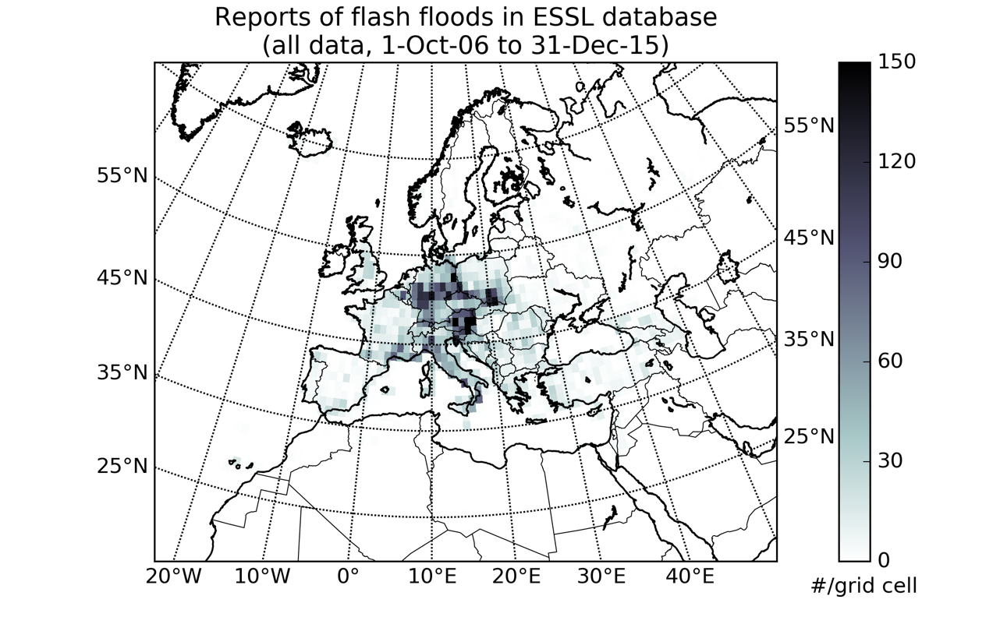 Reports of flash floods in ESSL database
(all data, 1-Oct-06 to 31-Dec-15)
55°N
45°N
35°N
25°N
20°W 10°W 0° 10°E 20°E 30°E 40°E
55°N
45°N
35°N
25°N
150
120
90
60
30
0
#/grid cell